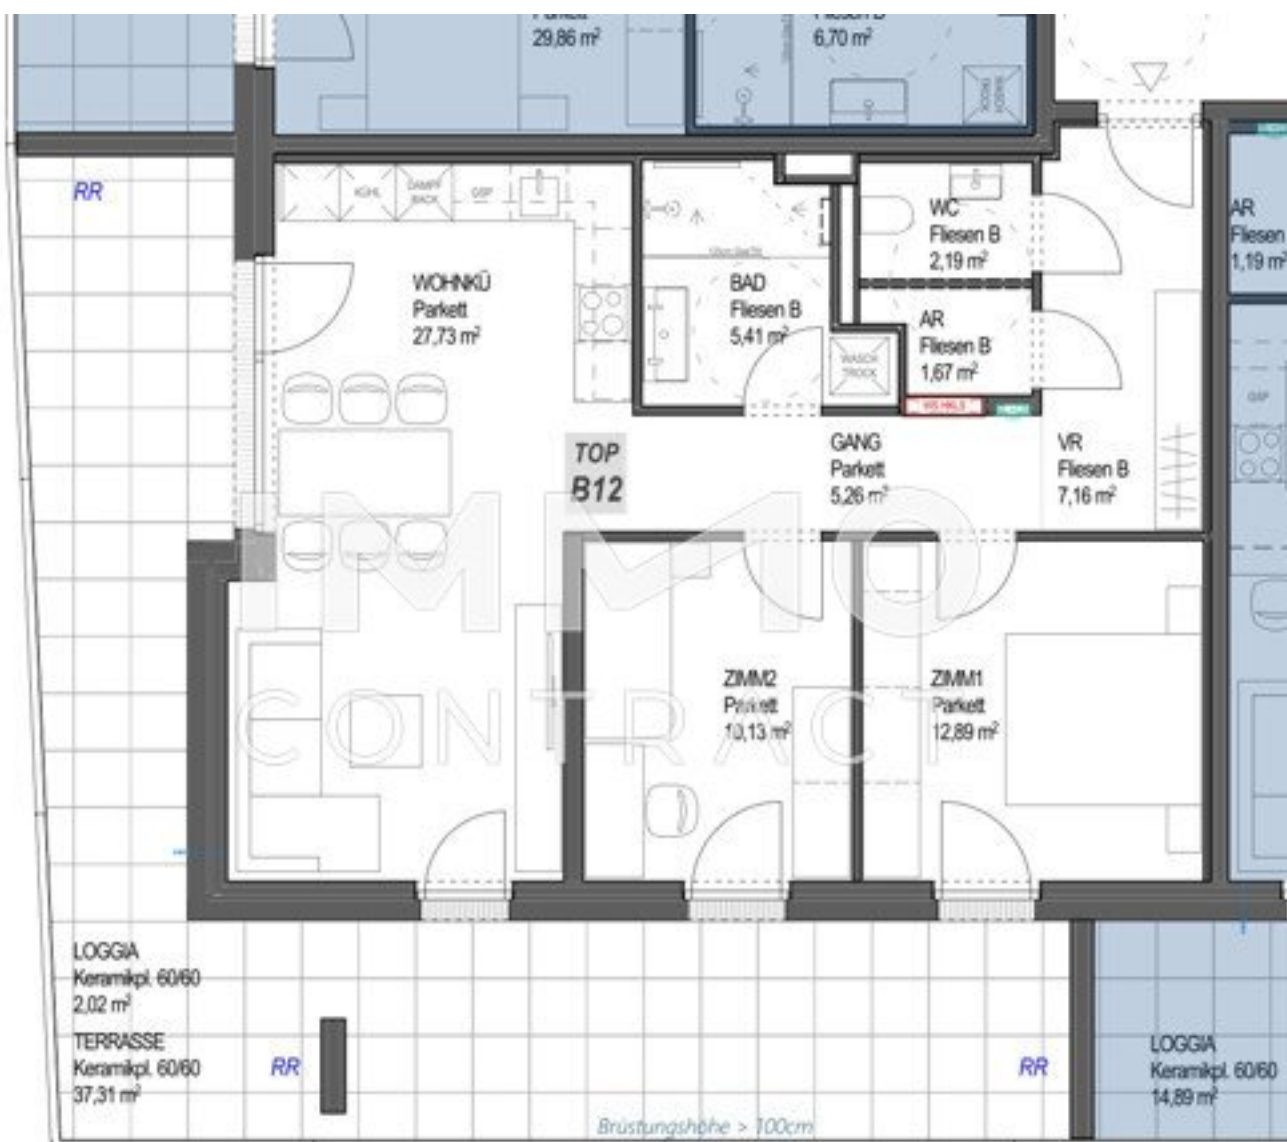 29,86 m²
6,70 m²
WASCH
TROCK
RR
KÜHL
DAMPF
BACK
GSP
WOHNKÜ
Parkett
27,73 m²
BAD
Fliesen B
5,41 m²
WC
Fliesen B
2,19 m²
AR
Fliesen B
1,67 m²
AR
Fliesen
1,19 m²
WASCH
TROCK
GSP
TOP
B12
GANG
Parkett
5,26 m²
VR
Fliesen B
7,16 m²
IMMO
CONTRACT
ZIMM2
Parkett
10,13 m²
ZIMM1
Parkett
12,89 m²
LOGGIA
Keramikpl. 60/60
2,02 m²
TERRASSE
Keramikpl. 60/60
37,31 m²
RR
RR
LOGGIA
Keramikpl. 60/60
14,89 m²
Brüstungshöhe > 100cm